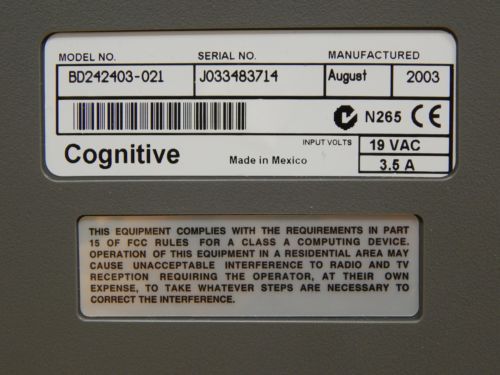 MODEL NO. SERIAL NO. MANUFACTURED
BD242403-021 J033483714 August 2003
N265 CE
INPUT VOLTS 19 VAC
Cognitive Made in Mexico 3.5 A
THIS EQUIPMENT COMPLIES WITH THE REQUIREMENTS IN PART
15 OF FCC RULES FOR A CLASS A COMPUTING DEVICE.
OPERATION OF THIS EQUIPMENT IN A RESIDENTIAL AREA MAY
CAUSE UNACCEPTABLE INTERFERENCE TO RADIO AND TV
RECEPTION REQUIRING THE OPERATOR, AT THEIR OWN
EXPENSE, TO TAKE WHATEVER STEPS ARE NECESSARY TO
CORRECT THE INTERFERENCE.